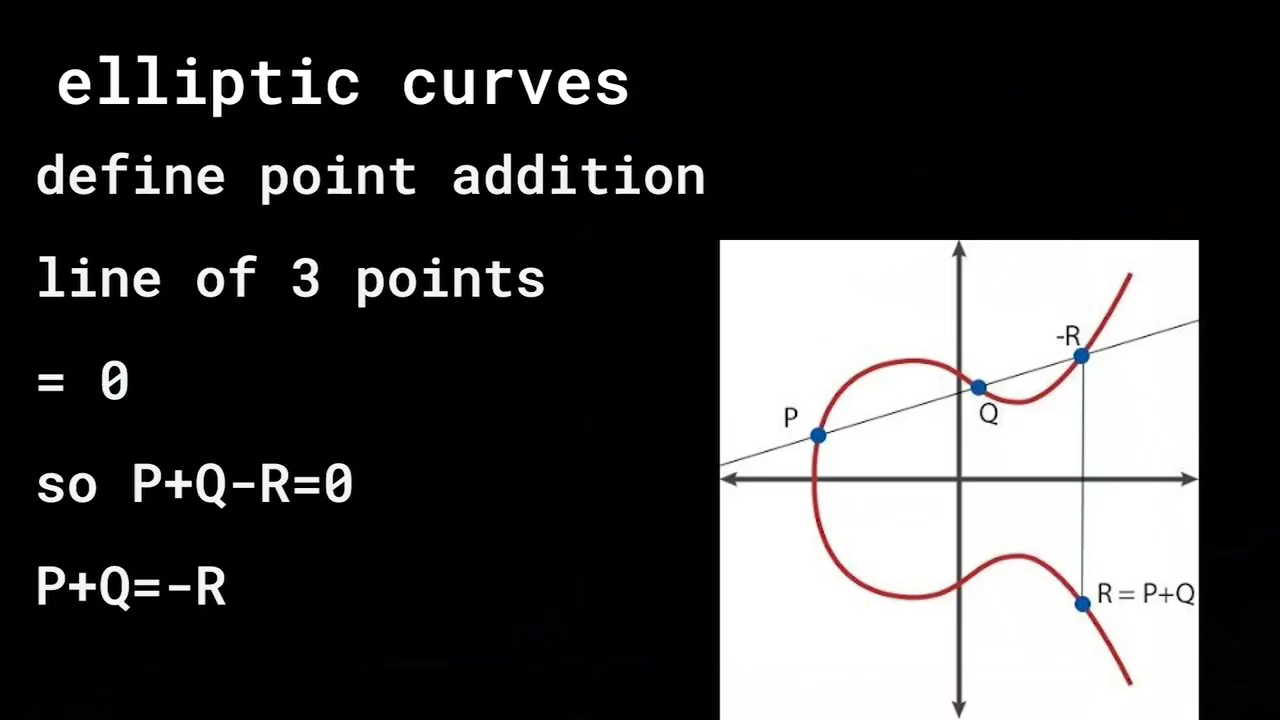 elliptic curves
define point addition
line of 3 points
= 0
so P+Q-R=0
P+Q=-R
-R
P
Q
R = P+Q